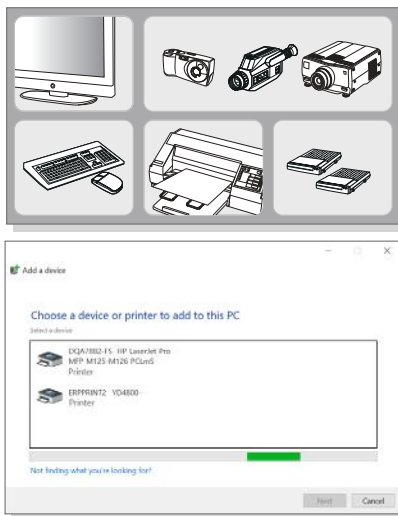 Add a device
Choose a device or printer to add to this PC
Select a device
DQA7882-F5 HP LaserJet Pro
MFP M125-M126 PCLmS
Printer
ERPPRINT2 YD4800
Printer
Not finding what you're looking for?
Next Cancel